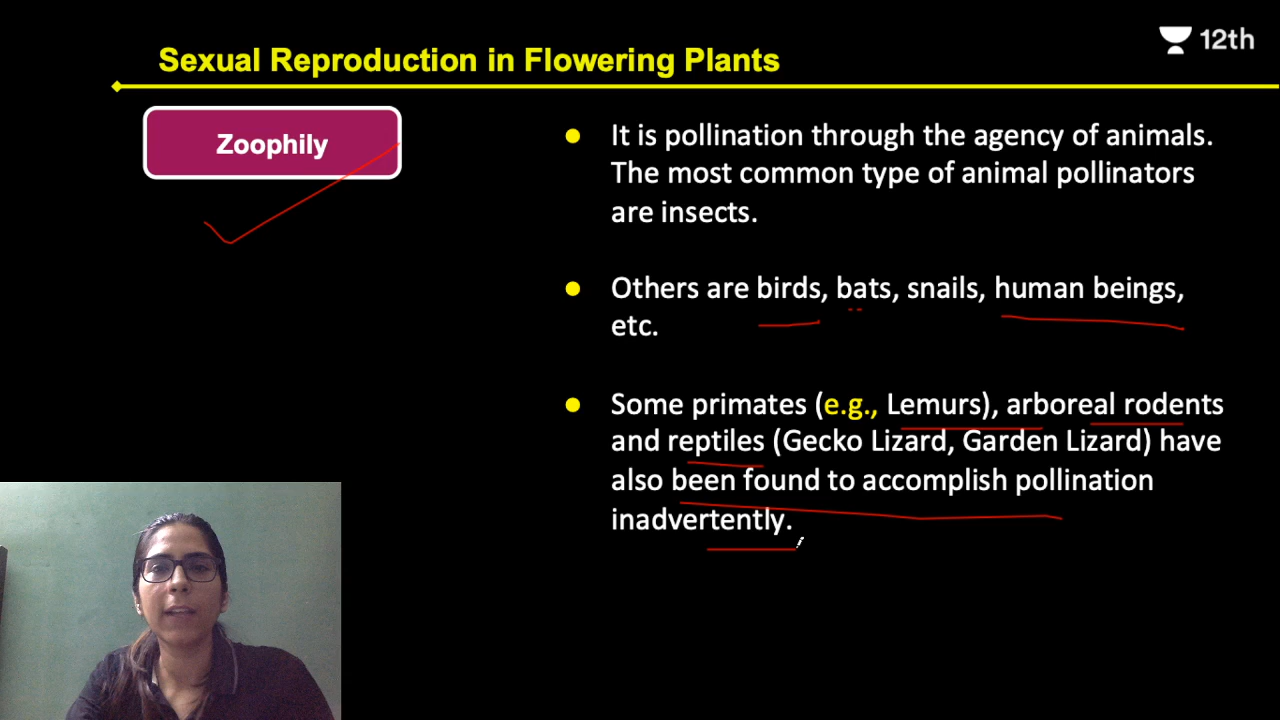 12th
Sexual Reproduction in Flowering Plants
Zoophily
● It is pollination through the agency of animals.
The most common type of animal pollinators
are insects.
● Others are birds, bats, snails, human beings,
etc.
● Some primates (e.g., Lemurs), arboreal rodents
and reptiles (Gecko Lizard, Garden Lizard) have
also been found to accomplish pollination
inadvertently.